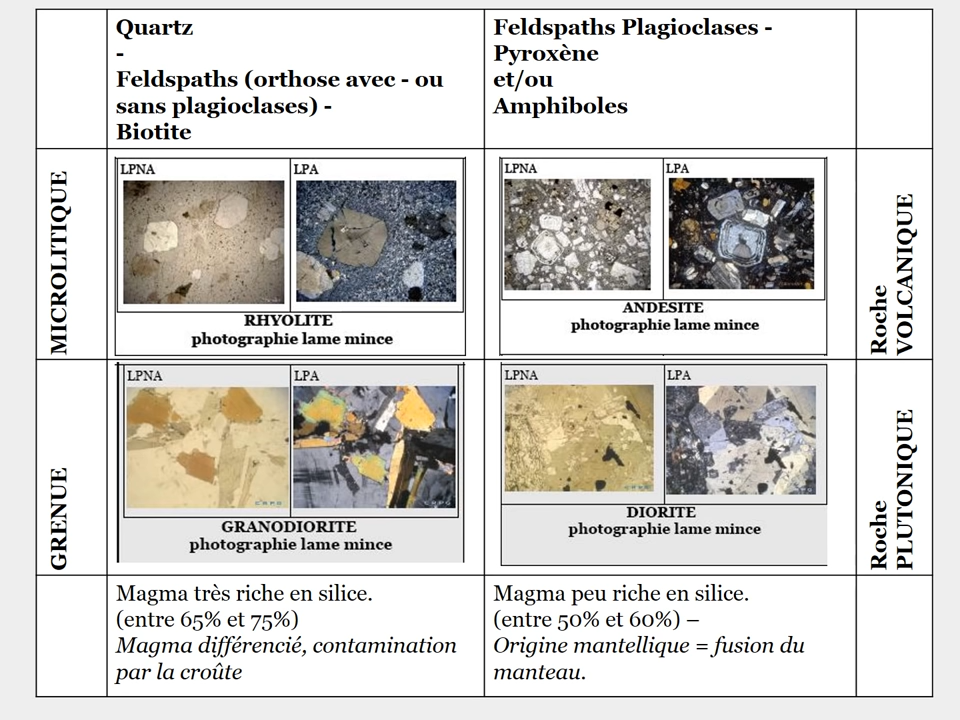 Quartz
-
Feldspaths (orthose avec - ou
sans plagioclases) -
Biotite
Feldspaths Plagioclases -
Pyroxène
et/ou
Amphiboles
MICROLITIQUE
LPNA
LPA
RHYOLITE
photographie lame mince
LPNA
LPA
ANDESITE
photographie lame mince
Roche
VOLCANIQUE
GRENUE
LPNA
LPA
GRANODIORITE
photographie lame mince
LPNA
LPA
DIORITE
photographie lame mince
Roche
PLUTONIQUE
Magma très riche en silice.
(entre 65% et 75%)
Magma différencié, contamination
par la croûte
Magma peu riche en silice.
(entre 50% et 60%) –
Origine mantellique = fusion du
manteau.